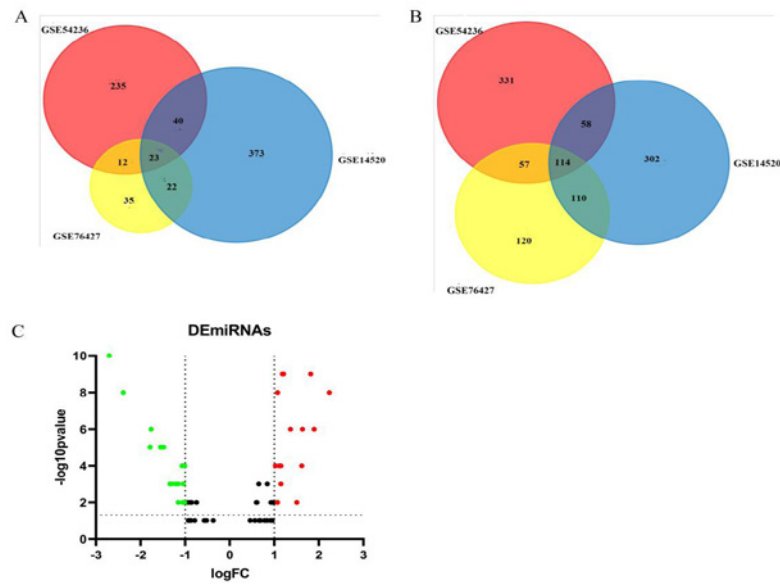 A
GSE54236
235
40
373
12
23
GSE14520
22
35
GSE76427
B
GSE54236
331
58
57
114
302
GSE14520
110
120
GSE76427
C
DEmiRNAs
-log10pvalue
10
8
6
4
2
0
-3
-2
-1
0
1
2
3
logFC